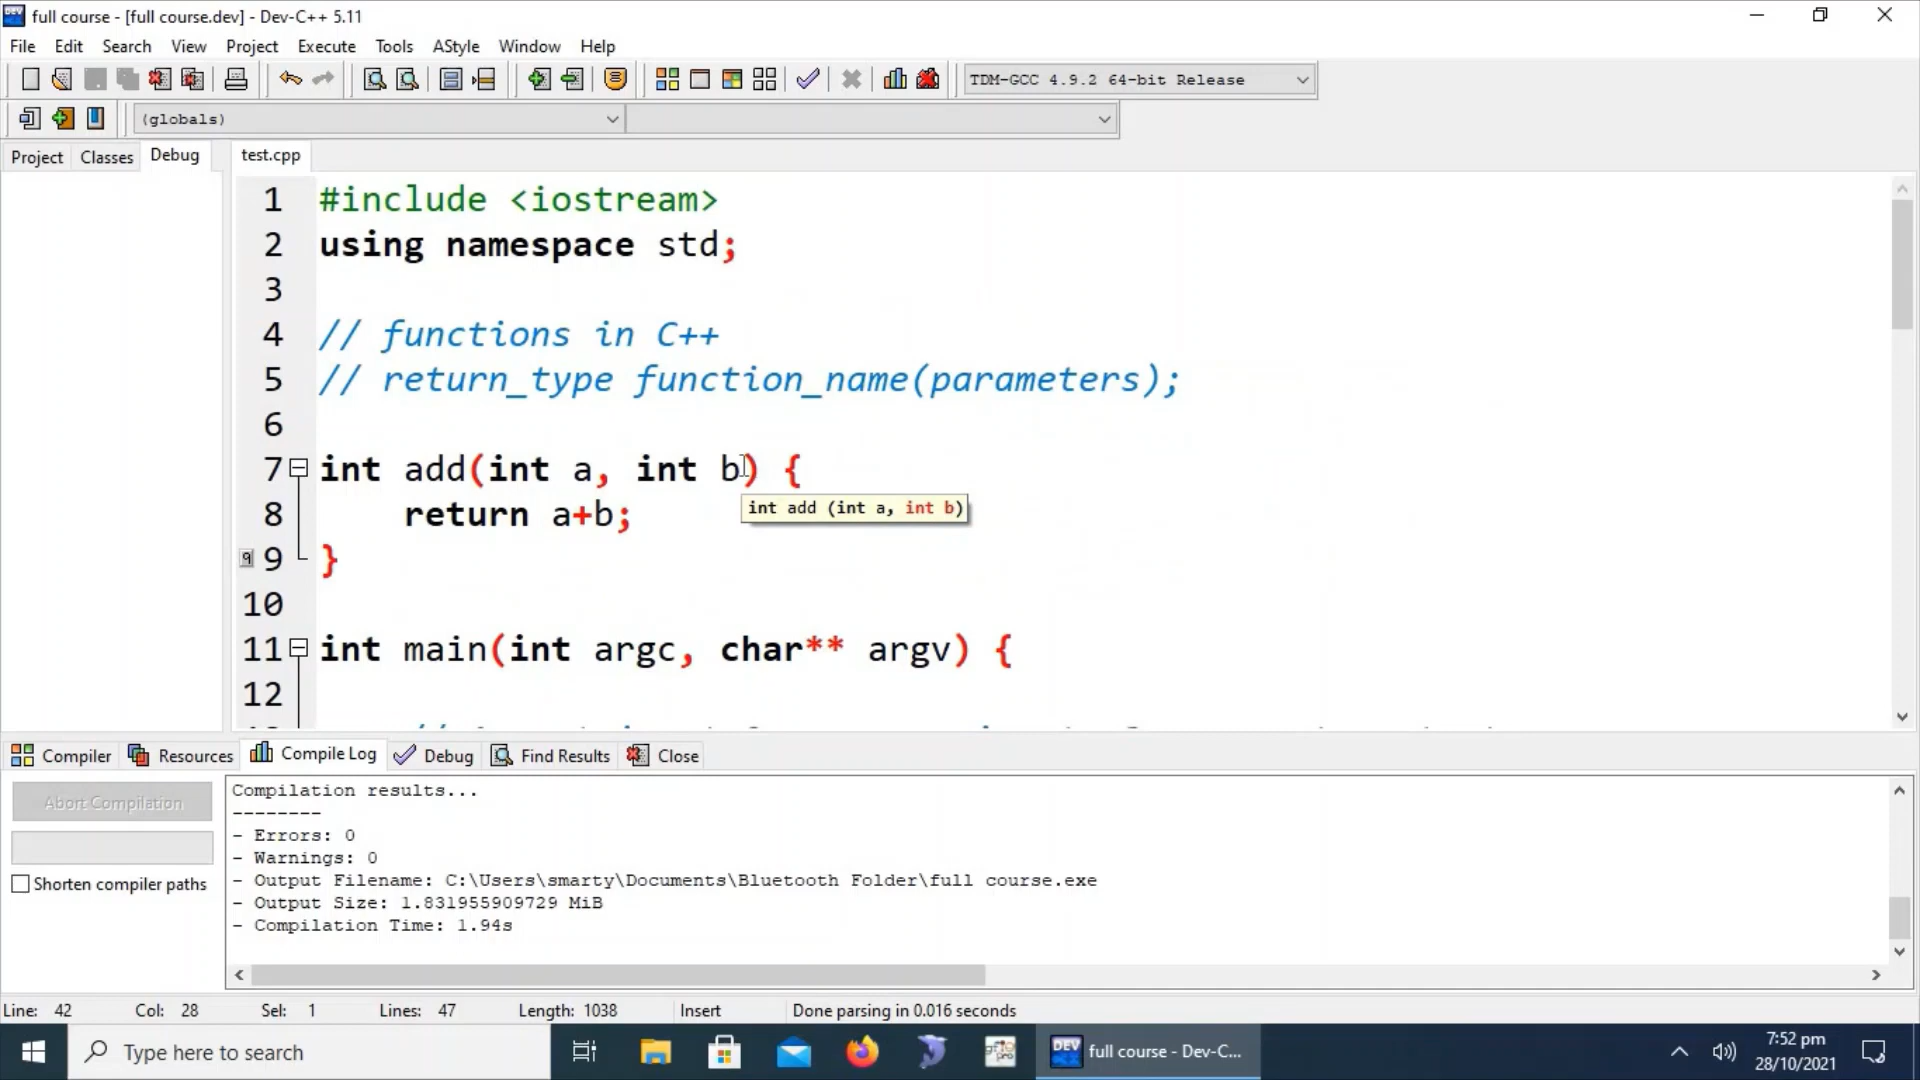 full course - [full course.dev] - Dev-C++ 5.11
File Edit Search View Project Execute Tools AStyle Window Help
TDM-GCC 4.9.2 64-bit Release
(globals)
Project Classes Debug test.cpp
1 #include <iostream>
2 using namespace std;
3
4 // functions in C++
5 // return_type function_name(parameters);
6
7 int add(int a, int b) {
int add (int a, int b)
8 return a+b;
9 }
10
11 int main(int argc, char** argv) {
12
Compiler Resources Compile Log Debug Find Results Close
Abort Compilation
Shorten compiler paths
Compilation results...
--------
- Errors: 0
- Warnings: 0
- Output Filename: C:\Users\smarty\Documents\Bluetooth Folder\full course.exe
- Output Size: 1.831955909729 MiB
- Compilation Time: 1.94s
Line: 42 Col: 28 Sel: 1 Lines: 47 Length: 1038 Insert Done parsing in 0.016 seconds
Type here to search
DEV full course - Dev-C...
7:52 pm
28/10/2021